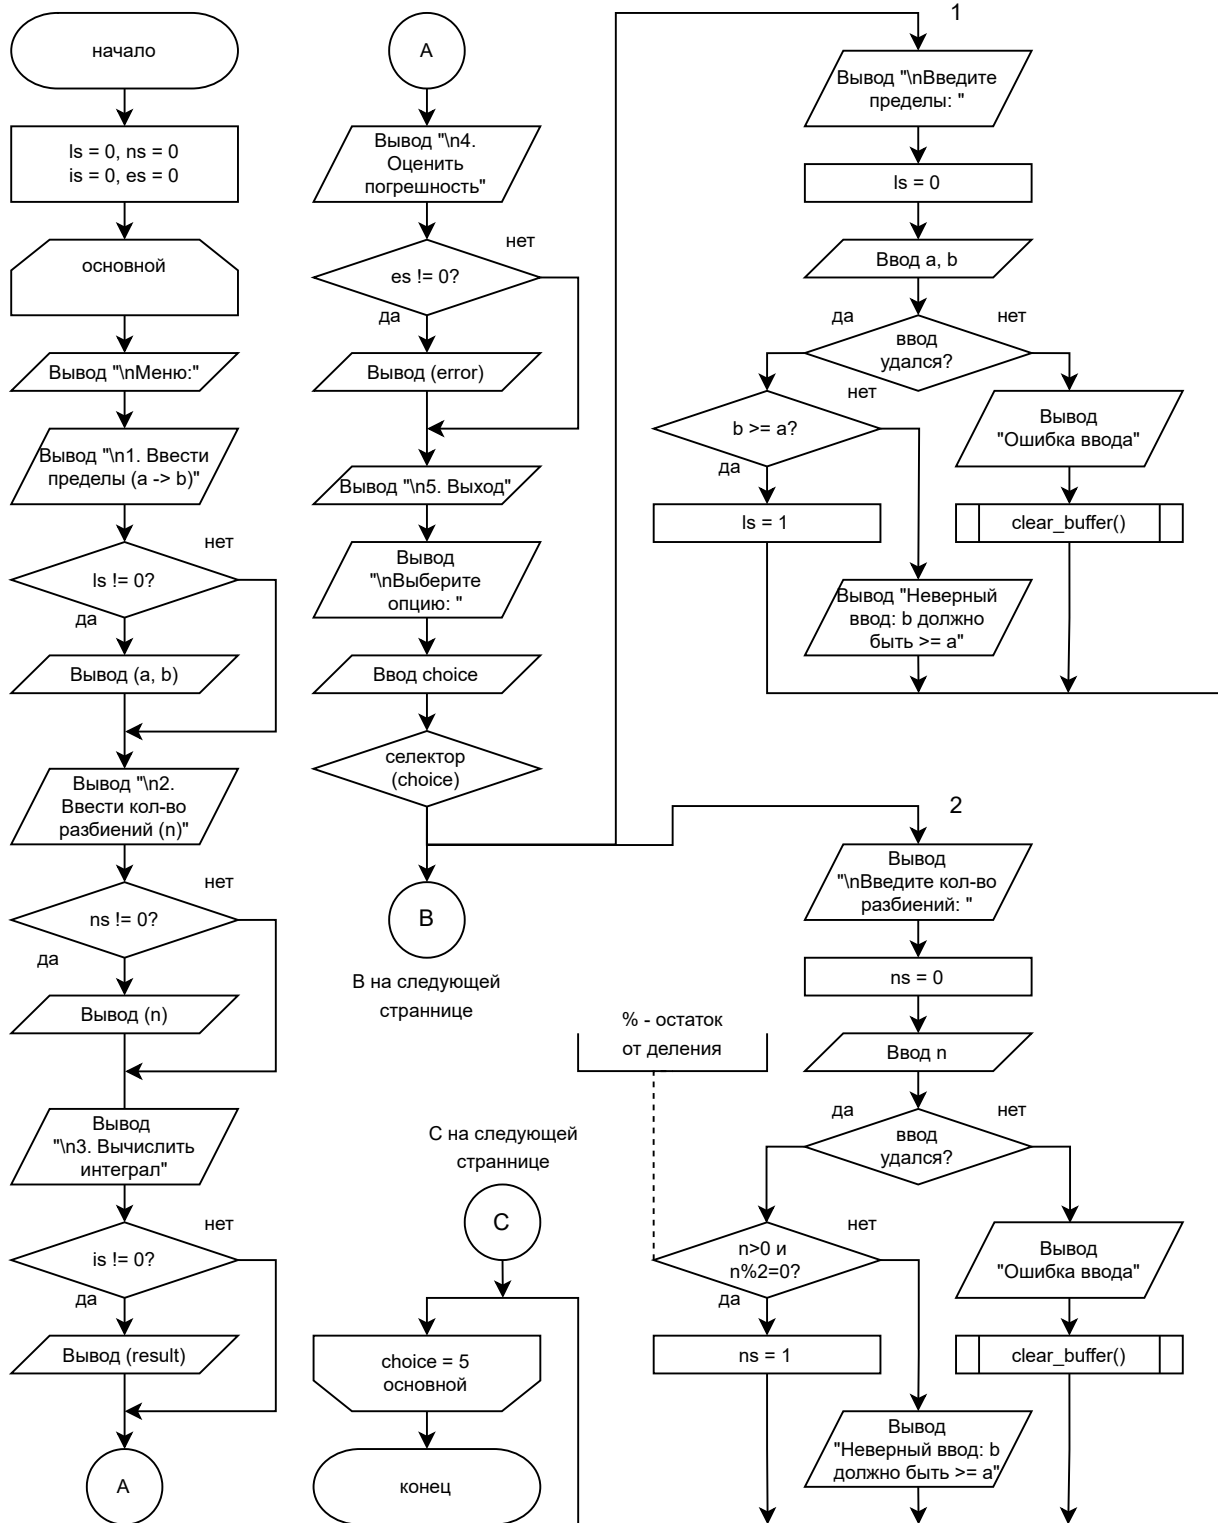 начало
ls = 0, ns = 0
is = 0, es = 0
основной
Вывод "\nМеню:"
Вывод "\n1. Ввести
пределы (a -> b)"
нет
ls != 0?
да
Вывод (a, b)
Вывод "\n2.
Ввести кол-во
разбиений (n)"
нет
ns != 0?
да
Вывод (n)
Вывод
"\n3. Вычислить
интеграл"
нет
is != 0?
да
Вывод (result)
A
A
Вывод "\n4.
Оценить
погрешность"
нет
es != 0?
да
Вывод (error)
Вывод "\n5. Выход"
Вывод
"\nВыберите
опцию: "
Ввод choice
селектор
(choice)
B
В на следующей
страннице
С на следующей
страннице
C
choice = 5
основной
конец
1
Вывод "\nВведите
пределы: "
ls = 0
Ввод a, b
да
нет
ввод
удался?
нет
b >= a?
да
ls = 1
Вывод
"Ошибка ввода"
clear_buffer()
Вывод "Неверный
ввод: b должно
быть >= a"
2
Вывод
"\nВведите кол-во
разбиений: "
ns = 0
% - остаток
от деления
Ввод n
да
нет
ввод
удался?
нет
n>0 и
n%2=0?
да
ns = 1
Вывод
"Ошибка ввода"
clear_buffer()
Вывод
"Неверный ввод: b
должно быть >= a"